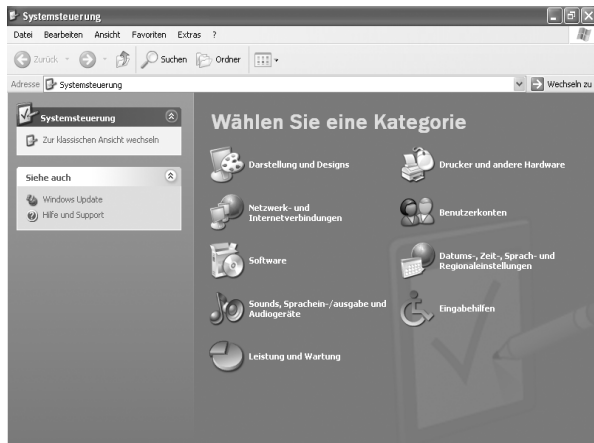 Systemsteuerung
Datei Bearbeiten Ansicht Favoriten Extras ?
Zurück Suchen Ordner
Adresse Systemsteuerung Wechseln zu
Systemsteuerung
Zur klassischen Ansicht wechseln
Siehe auch
Windows Update
Hilfe und Support
Wählen Sie eine Kategorie
Darstellung und Designs
Drucker und andere Hardware
Netzwerk- und
Internetverbindungen
Benutzerkonten
Software
Datums-, Zeit-, Sprach- und
Regionaleinstellungen
Sounds, Sprachein-/ausgabe und
Audiogeräte
Eingabehilfen
Leistung und Wartung